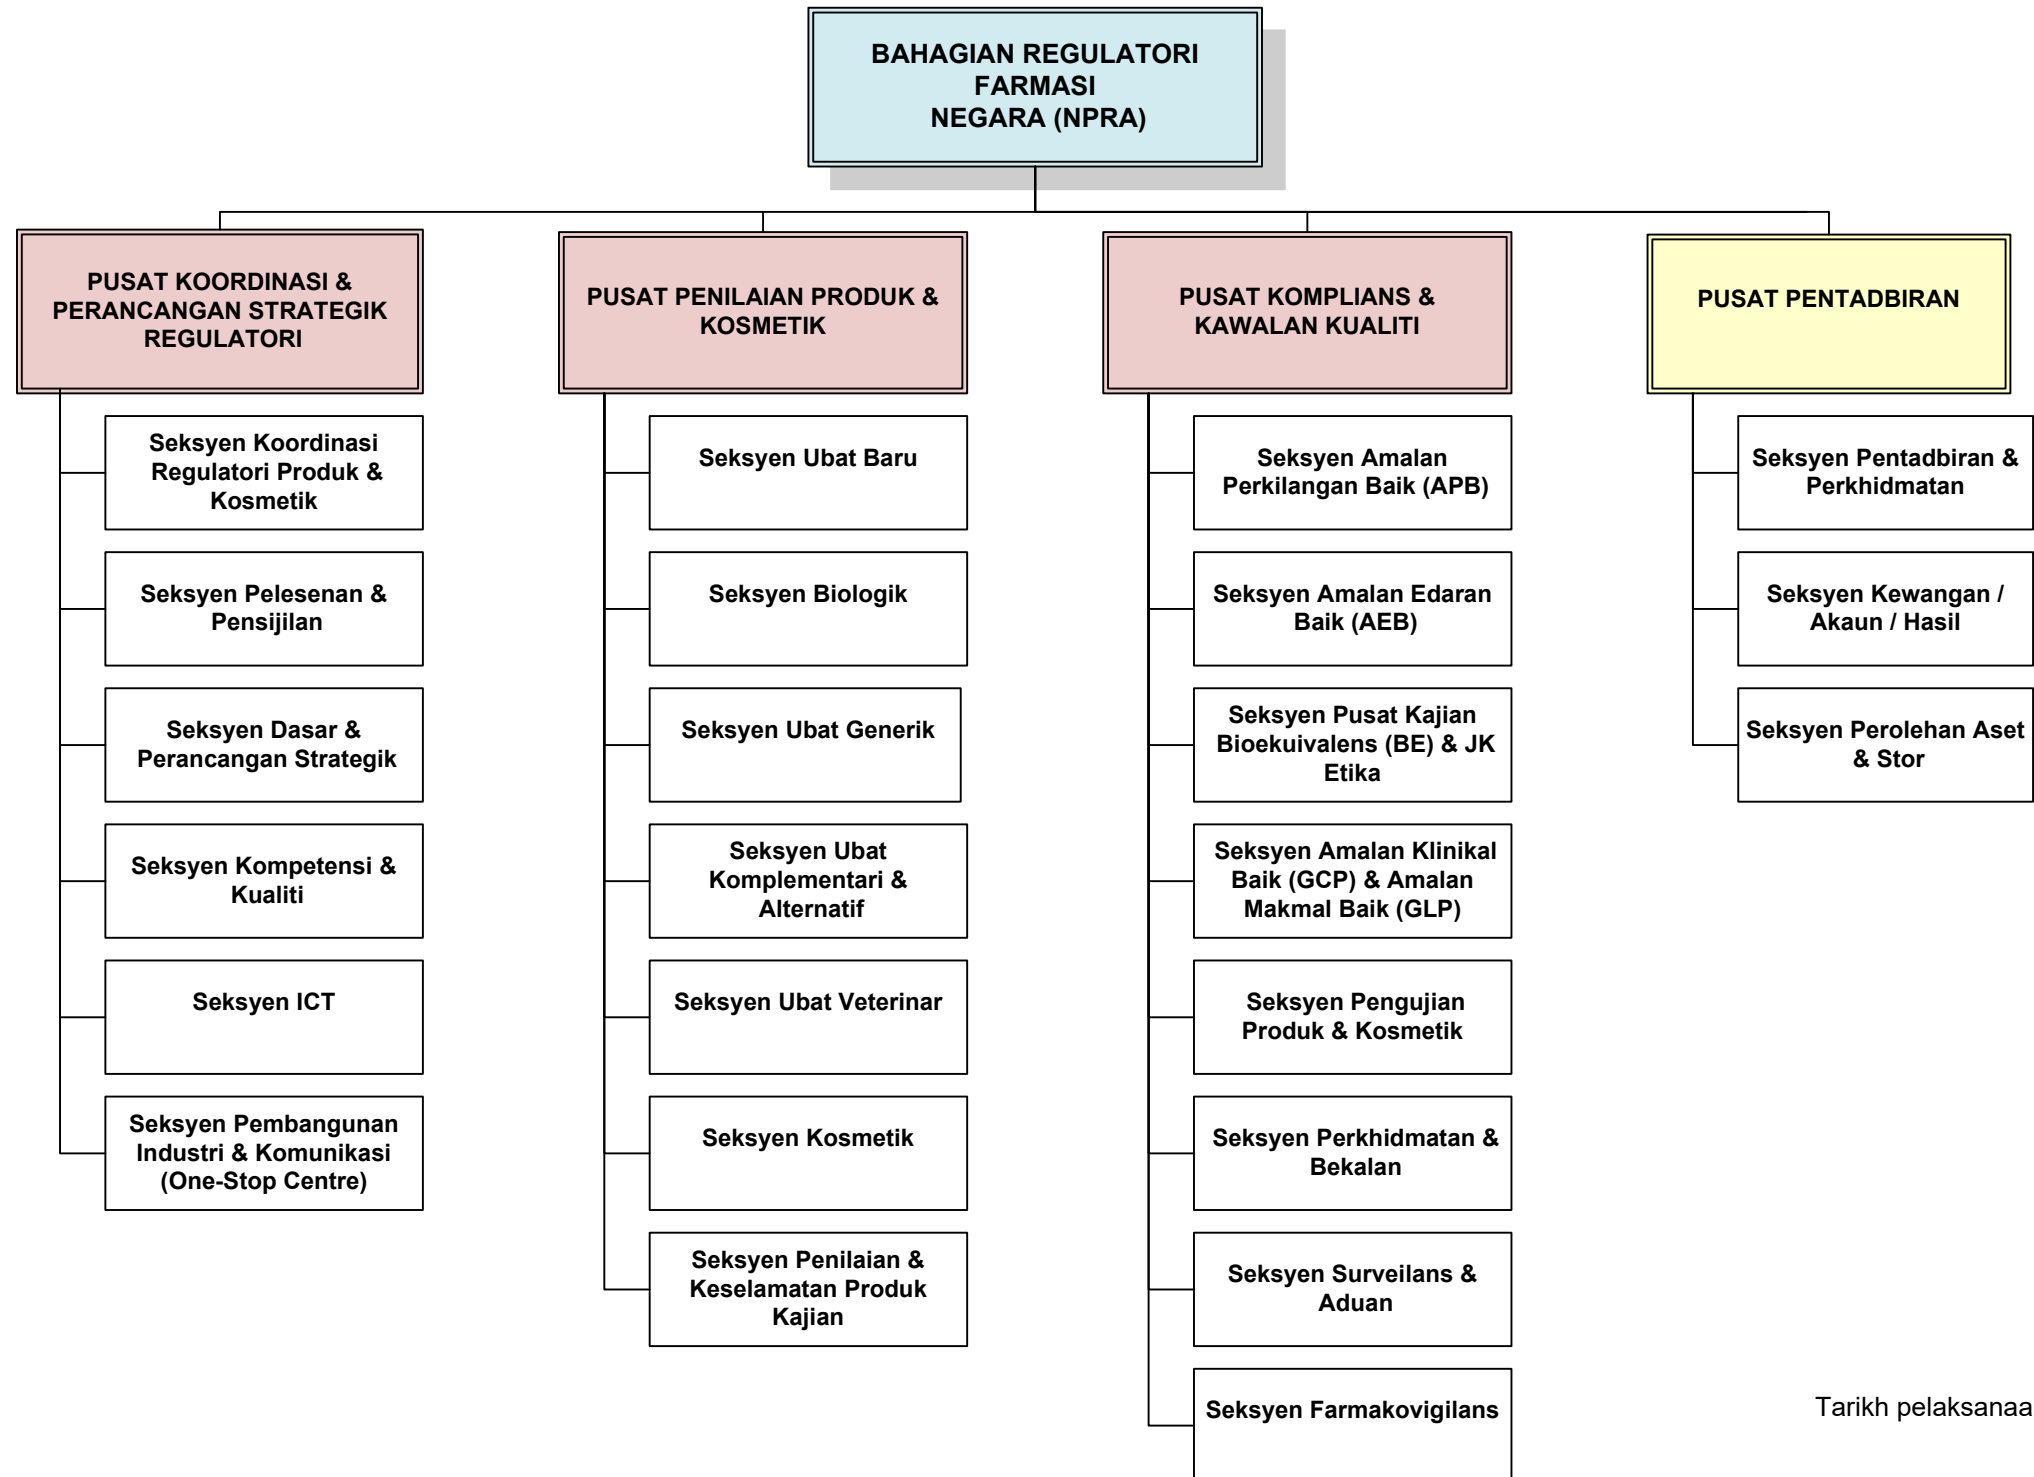 BAHAGIAN REGULATORI
FARMASI
NEGARA (NPRA)
PUSAT KOORDINASI &
PERANCANGAN STRATEGIK
REGULATORI
Seksyen Koordinasi
Regulatori Produk &
Kosmetik
Seksyen Pelesenan &
Pensijilan
Seksyen Dasar &
Perancangan Strategik
Seksyen Kompetensi &
Kualiti
Seksyen ICT
Seksyen Pembangunan
Industri & Komunikasi
(One-Stop Centre)
PUSAT PENILAIAN PRODUK &
KOSMETIK
Seksyen Ubat Baru
Seksyen Biologik
Seksyen Ubat Generik
Seksyen Ubat
Komplementari &
Alternatif
Seksyen Ubat Veterinar
Seksyen Kosmetik
Seksyen Penilaian &
Keselamatan Produk
Kajian
PUSAT KOMPLIANS &
KAWALAN KUALITI
Seksyen Amalan
Perkilangan Baik (APB)
Seksyen Amalan Edaran
Baik (AEB)
Seksyen Pusat Kajian
Bioekuivalens (BE) & JK
Etika
Seksyen Amalan Klinikal
Baik (GCP) & Amalan
Makmal Baik (GLP)
Seksyen Pengujian
Produk & Kosmetik
Seksyen Perkhidmatan &
Bekalan
Seksyen Surveilans &
Aduan
Seksyen Farmakovigilans
PUSAT PENTADBIRAN
Seksyen Pentadbiran &
Perkhidmatan
Seksyen Kewangan /
Akaun / Hasil
Seksyen Perolehan Aset
& Stor
Tarikh pelaksanaa